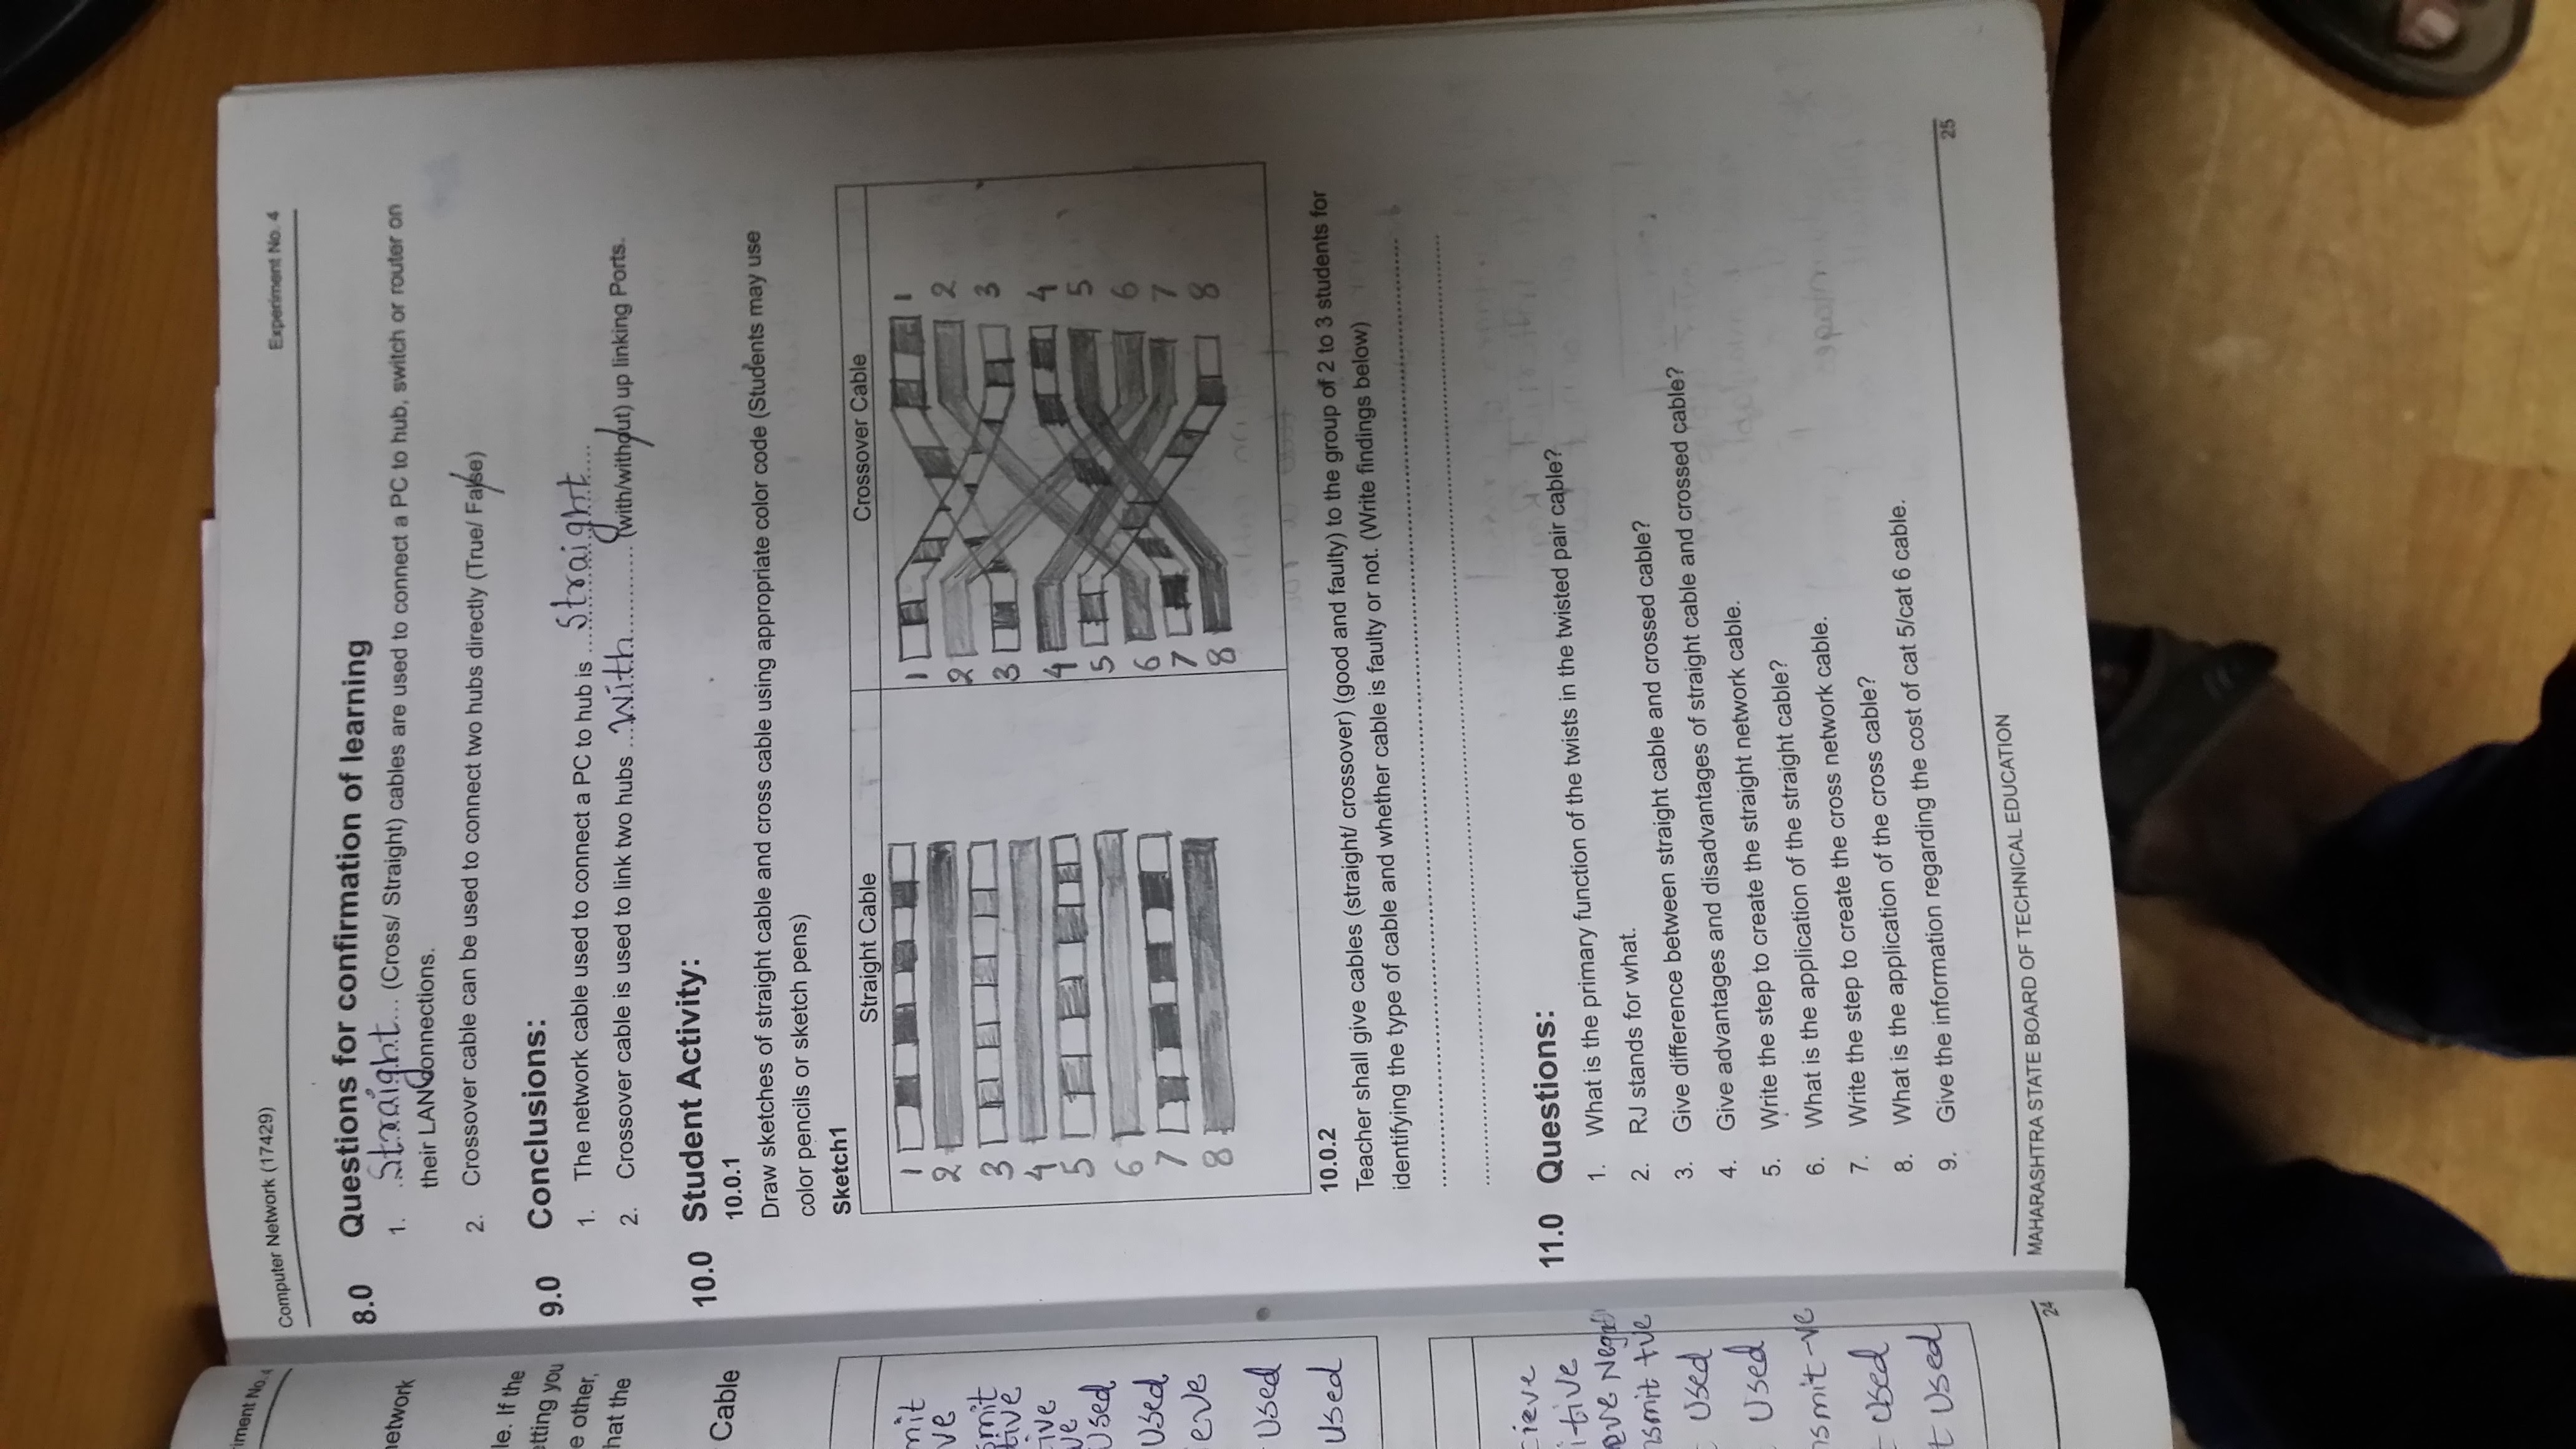 Computer Network (17429) Experiment No. 4
8.0 Questions for confirmation of learning
1. ..Straight... (Cross/ Straight) cables are used to connect a PC to hub, switch or router on
their LAN Connections.
2. Crossover cable can be used to connect two hubs directly (True/ False)
9.0 Conclusions:
1. The network cable used to connect a PC to hub is ....Straight....
2. Crossover cable is used to link two hubs ...With............ (with/without) up linking Ports.
10.0 Student Activity:
10.0.1
Draw sketches of straight cable and cross cable using appropriate color code (Students may use
color pencils or sketch pens)
Sketch1
Straight Cable Crossover Cable
1 1 1
2 2 2
3 3 3
4 4 4
5 5 5
6 6 6
7 7 7
8 8 8
10.0.2
Teacher shall give cables (straight/ crossover) (good and faulty) to the group of 2 to 3 students for
identifying the type of cable and whether cable is faulty or not. (Write findings below)
11.0 Questions:
1. What is the primary function of the twists in the twisted pair cable?
2. RJ stands for what.
3. Give difference between straight cable and crossed cable?
4. Give advantages and disadvantages of straight cable and crossed cable?
5. Write the step to create the straight network cable.
6. What is the application of the straight cable?
7. Write the step to create the cross network cable.
8. What is the application of the cross cable?
9. Give the information regarding the cost of cat 5/cat 6 cable.
MAHARASHTRA STATE BOARD OF TECHNICAL EDUCATION 25
iment No. 4
network
le. If the
etting you
e other,
hat the
Cable
mit
ve
smit
tive
ive
ve
Used
Used
ieve
Used
Used
cieve
itive
smit +ve
Used
Used
smit -ve
Used
t Used
24